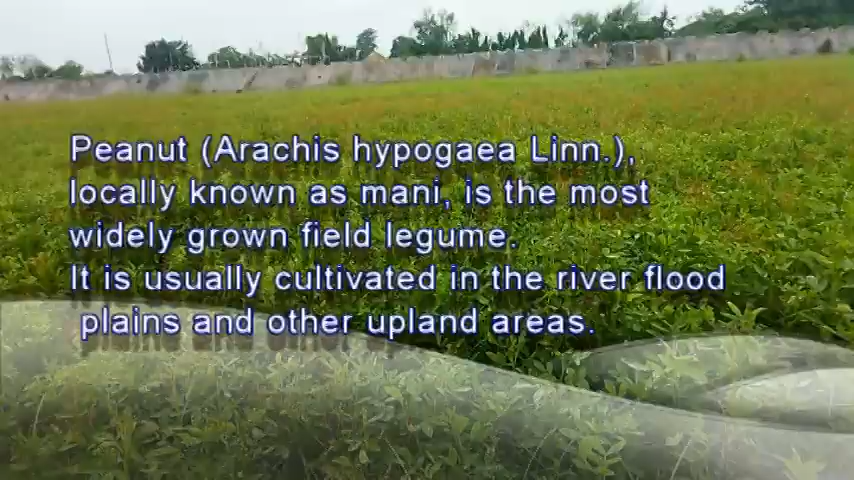 Peanut (Arachis hypogaea Linn.),
locally known as mani, is the most
widely grown field legume.
It is usually cultivated in the river flood
plains and other upland areas.